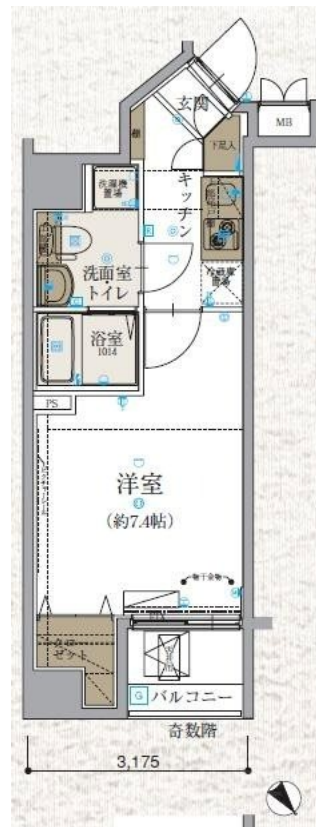 玄関
MB
棚
下足入
洗濯機
置場
キッチン
洗面室
・トイレ
冷蔵庫
置場
浴室
1014
PS
洋室
(約7.4帖)
物干金物
クロ
ゼット
G バルコニー
奇数階
3,175